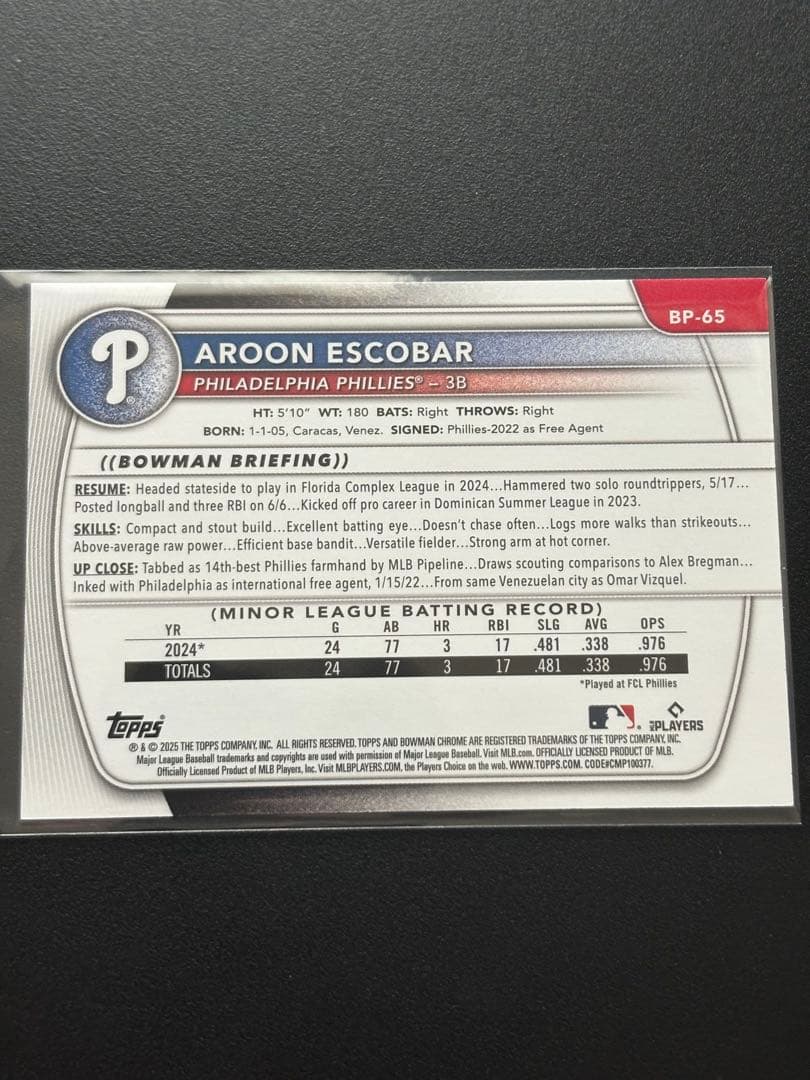 BP-65
P®
AROON ESCOBAR
PHILADELPHIA PHILLIES® – 3B
HT: 5'10" WT: 180 BATS: Right THROWS: Right
BORN: 1-1-05, Caracas, Venez. SIGNED: Phillies-2022 as Free Agent
((BOWMAN BRIEFING))
RESUME: Headed stateside to play in Florida Complex League in 2024...Hammered two solo roundtrippers, 5/17...
Posted longball and three RBI on 6/6...Kicked off pro career in Dominican Summer League in 2023.
SKILLS: Compact and stout build...Excellent batting eye...Doesn't chase often...Logs more walks than strikeouts...
Above-average raw power...Efficient base bandit...Versatile fielder...Strong arm at hot corner.
UP CLOSE: Tabbed as 14th-best Phillies farmhand by MLB Pipeline...Draws scouting comparisons to Alex Bregman...
Inked with Philadelphia as international free agent, 1/15/22...From same Venezuelan city as Omar Vizquel.
(MINOR LEAGUE BATTING RECORD)
YR G AB HR RBI SLG AVG OPS
2024* 24 77 3 17 .481 .338 .976
TOTALS 24 77 3 17 .481 .338 .976
*Played at FCL Phillies
Topps® PLAYERS
® & © 2025 THE TOPPS COMPANY, INC. ALL RIGHTS RESERVED. TOPPS AND BOWMAN CHROME ARE REGISTERED TRADEMARKS OF THE TOPPS COMPANY, INC.
Major League Baseball trademarks and copyrights are used with permission of Major League Baseball. Visit MLB.com. OFFICIALLY LICENSED PRODUCT OF MLB.
Officially Licensed Product of MLB Players, Inc. Visit MLBPLAYERS.COM, the Players Choice on the web. WWW.TOPPS.COM. CODE#CMP100377.